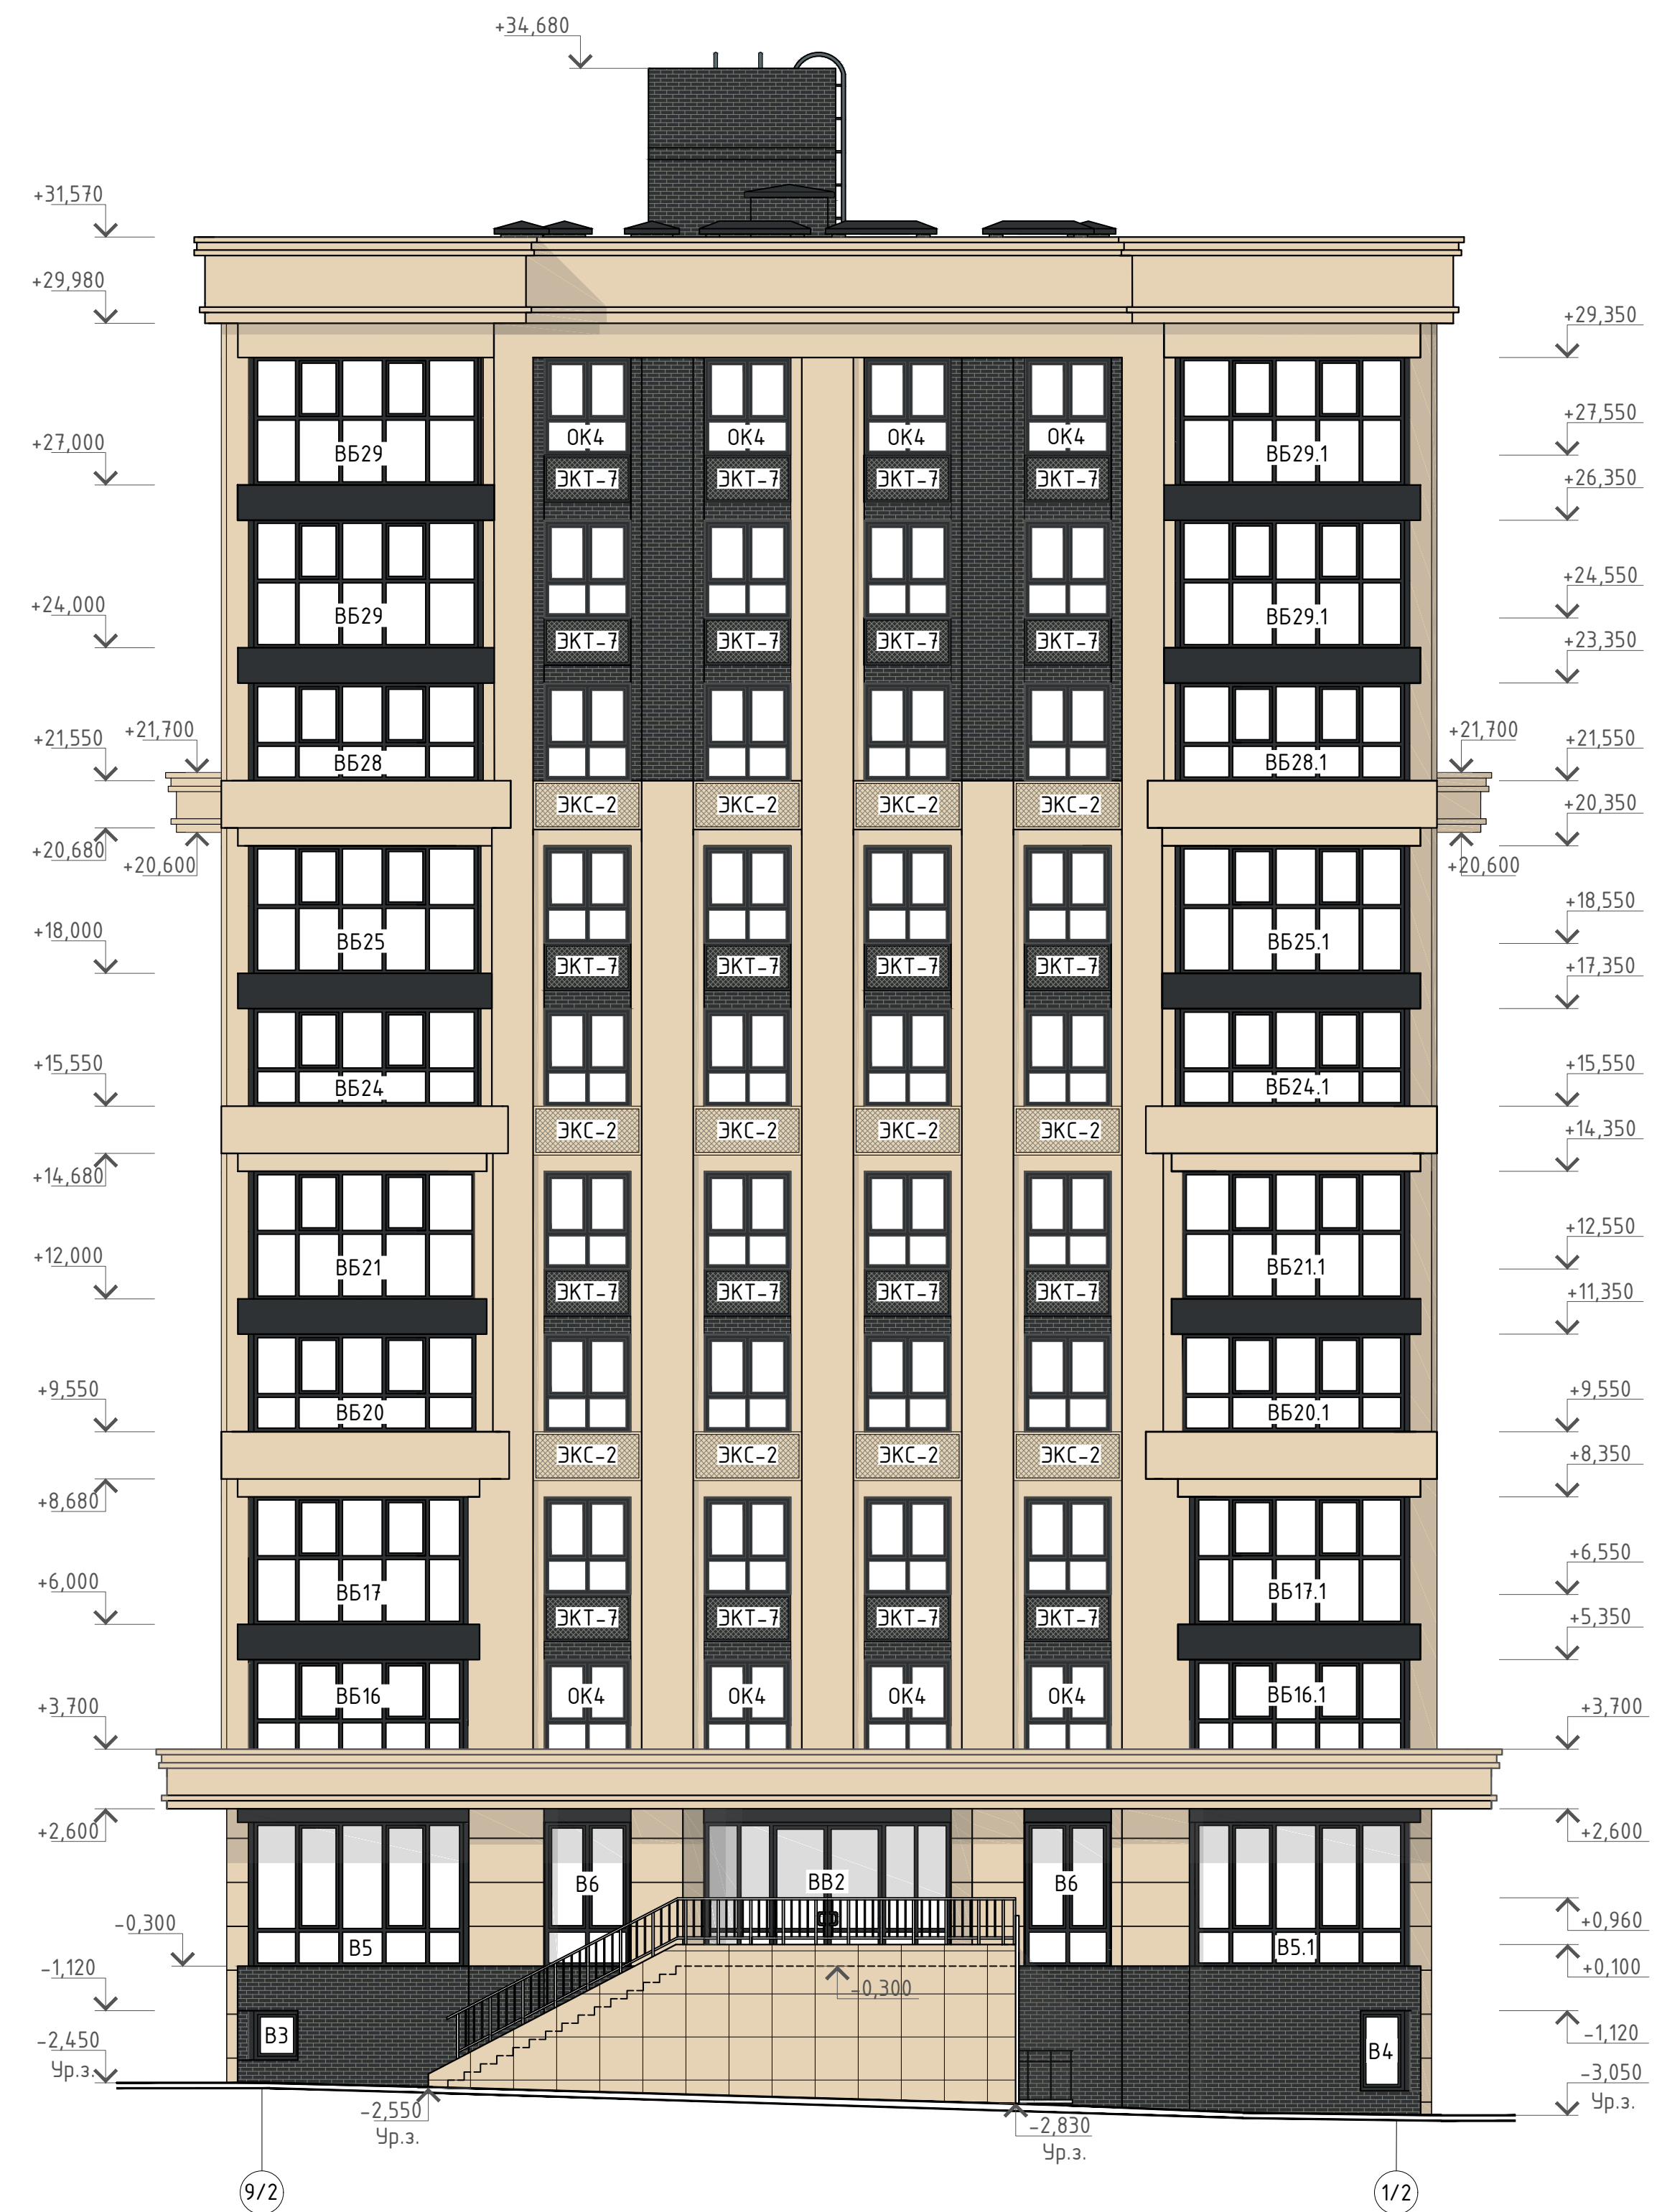 +34,680
+31,570
+29,980
+29,350
+27,550
ОК4 ОК4 ОК4 ОК4
+27,000
ВБ29 ВБ29.1
ЭКТ-7 ЭКТ-7 ЭКТ-7 ЭКТ-7
+26,350
+24,550
+24,000
ВБ29 ВБ29.1
ЭКТ-7 ЭКТ-7 ЭКТ-7 ЭКТ-7
+23,350
+21,700 +21,700
+21,550 +21,550
ВБ28 ВБ28.1
ЭКС-2 ЭКС-2 ЭКС-2 ЭКС-2
+20,350
+20,680
+20,600 +20,600
+18,550
+18,000
ВБ25 ВБ25.1
ЭКТ-7 ЭКТ-7 ЭКТ-7 ЭКТ-7
+17,350
+15,550 +15,550
ВБ24 ВБ24.1
ЭКС-2 ЭКС-2 ЭКС-2 ЭКС-2
+14,350
+14,680
+12,550
+12,000
ВБ21 ВБ21.1
ЭКТ-7 ЭКТ-7 ЭКТ-7 ЭКТ-7
+11,350
+9,550 +9,550
ВБ20 ВБ20.1
ЭКС-2 ЭКС-2 ЭКС-2 ЭКС-2
+8,350
+8,680
+6,550
+6,000
ВБ17 ВБ17.1
ЭКТ-7 ЭКТ-7 ЭКТ-7 ЭКТ-7
+5,350
ВБ16 ОК4 ОК4 ОК4 ОК4 ВБ16.1
+3,700 +3,700
+2,600 +2,600
В6 ВВ2 В6
+0,960
-0,300
В5 В5.1
+0,100
-1,120
-0,300
В3 В4
-1,120
-2,450
Ур.з.
-3,050
Ур.з.
-2,550
Ур.з.
-2,830
Ур.з.
9/2 1/2